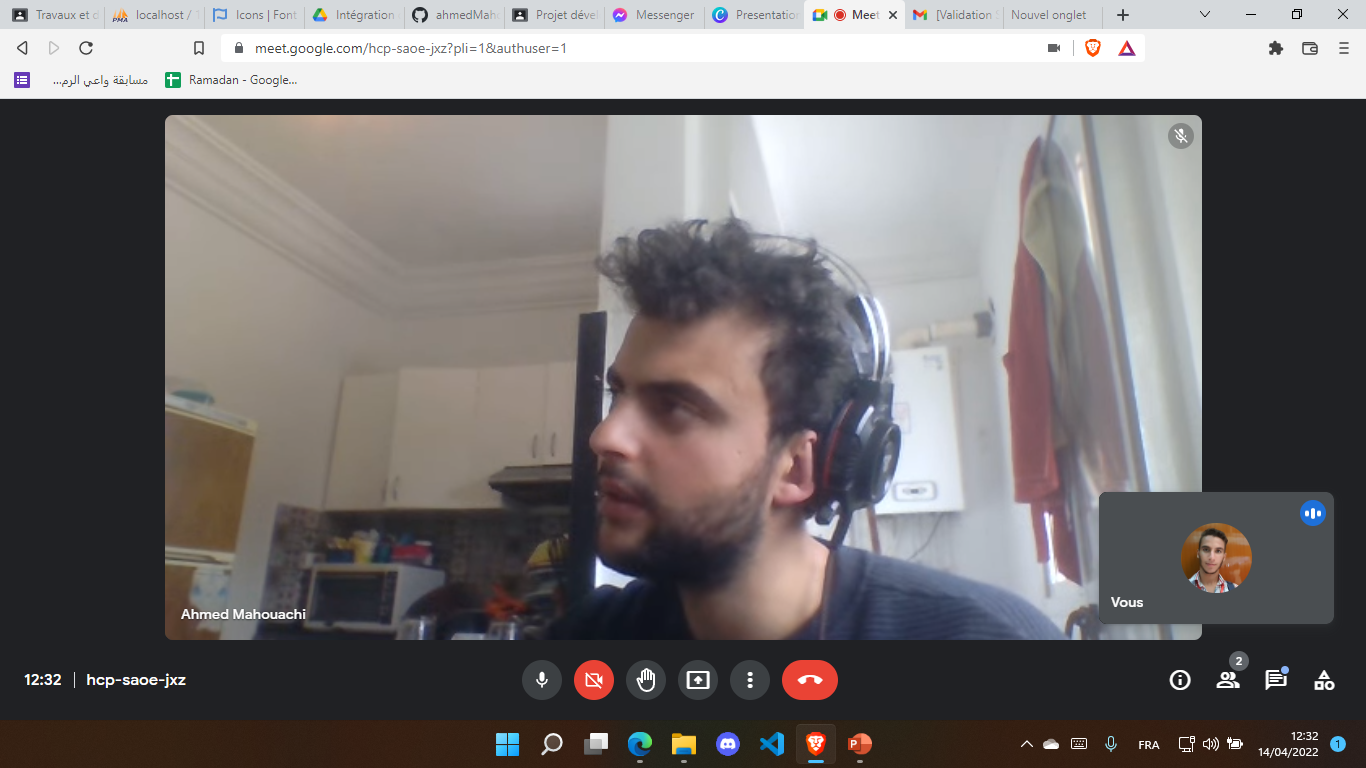 Travaux et d
localhost / 1
Icons | Font
Intégration
ahmedMah
Projet dével
Messenger
Presentation
Meet
[Validation S
Nouvel onglet
meet.google.com/hcp-saoe-jxz?pli=1&authuser=1
مسابقة واعي الرم...
Ramadan - Google...
Ahmed Mahouachi
Vous
12:32 | hcp-saoe-jxz
2
FRA
12:32
14/04/2022
1